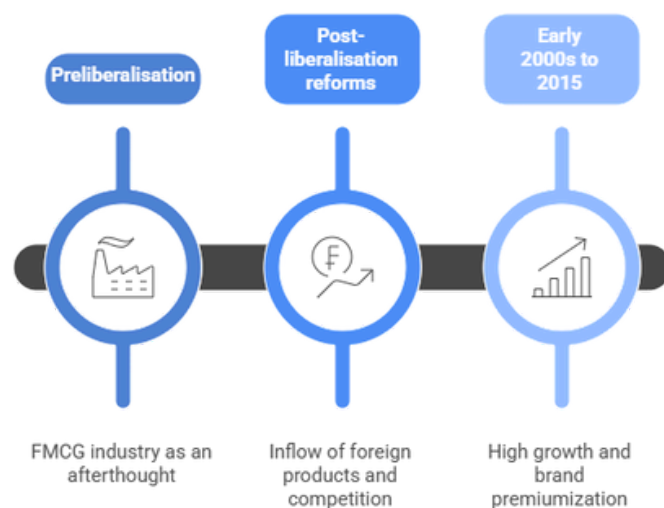 Preliberalisation
Post-
liberalisation
reforms
Early
2000s to
2015
FMCG industry as an
afterthought
Inflow of foreign
products and
competition
High growth and
brand
premiumization